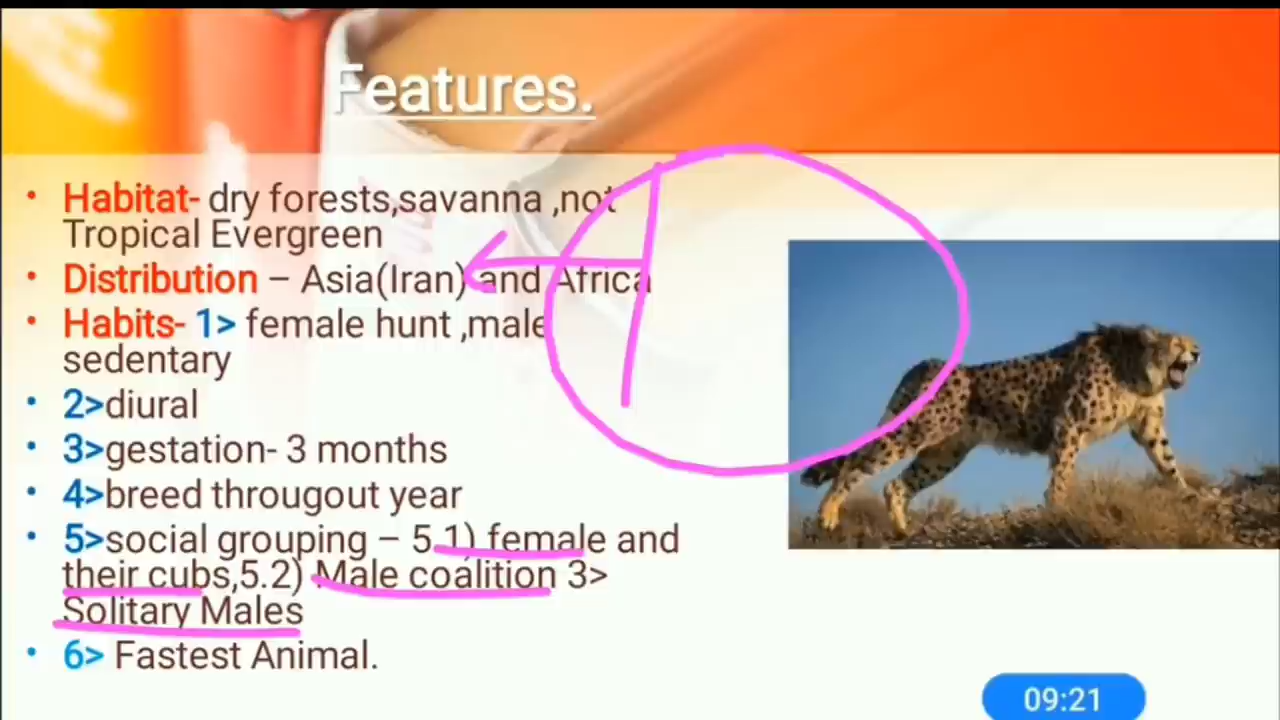 Features.
• Habitat- dry forests,savanna ,not
Tropical Evergreen
• Distribution – Asia(Iran) and Africa
• Habits- 1> female hunt ,male
sedentary
• 2>diural
• 3>gestation- 3 months
• 4>breed througout year
• 5>social grouping – 5.1) female and
their cubs,5.2) Male coalition 3>
Solitary Males
• 6> Fastest Animal.
09:21